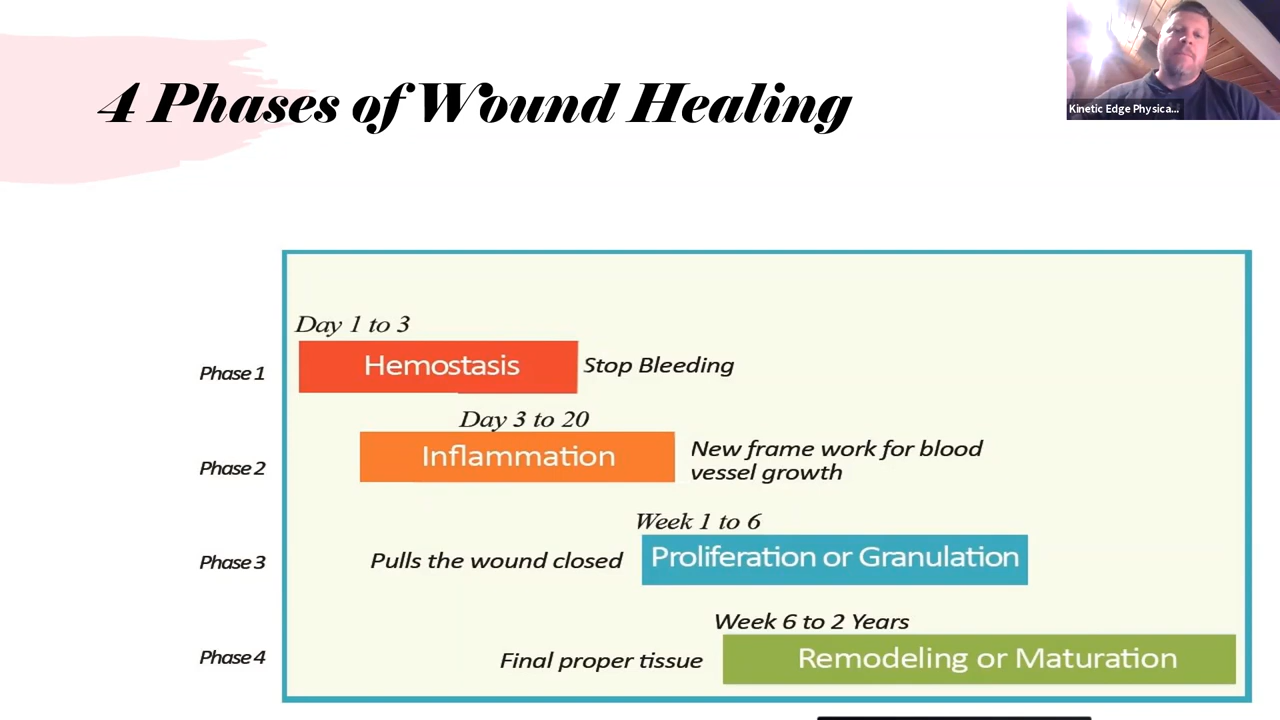 4 Phases of Wound Healing
Kinetic Edge Physica...
Day 1 to 3
Phase 1
Hemostasis
Stop Bleeding
Day 3 to 20
Phase 2
Inflammation
New frame work for blood
vessel growth
Week 1 to 6
Phase 3
Pulls the wound closed
Proliferation or Granulation
Week 6 to 2 Years
Phase 4
Final proper tissue
Remodeling or Maturation